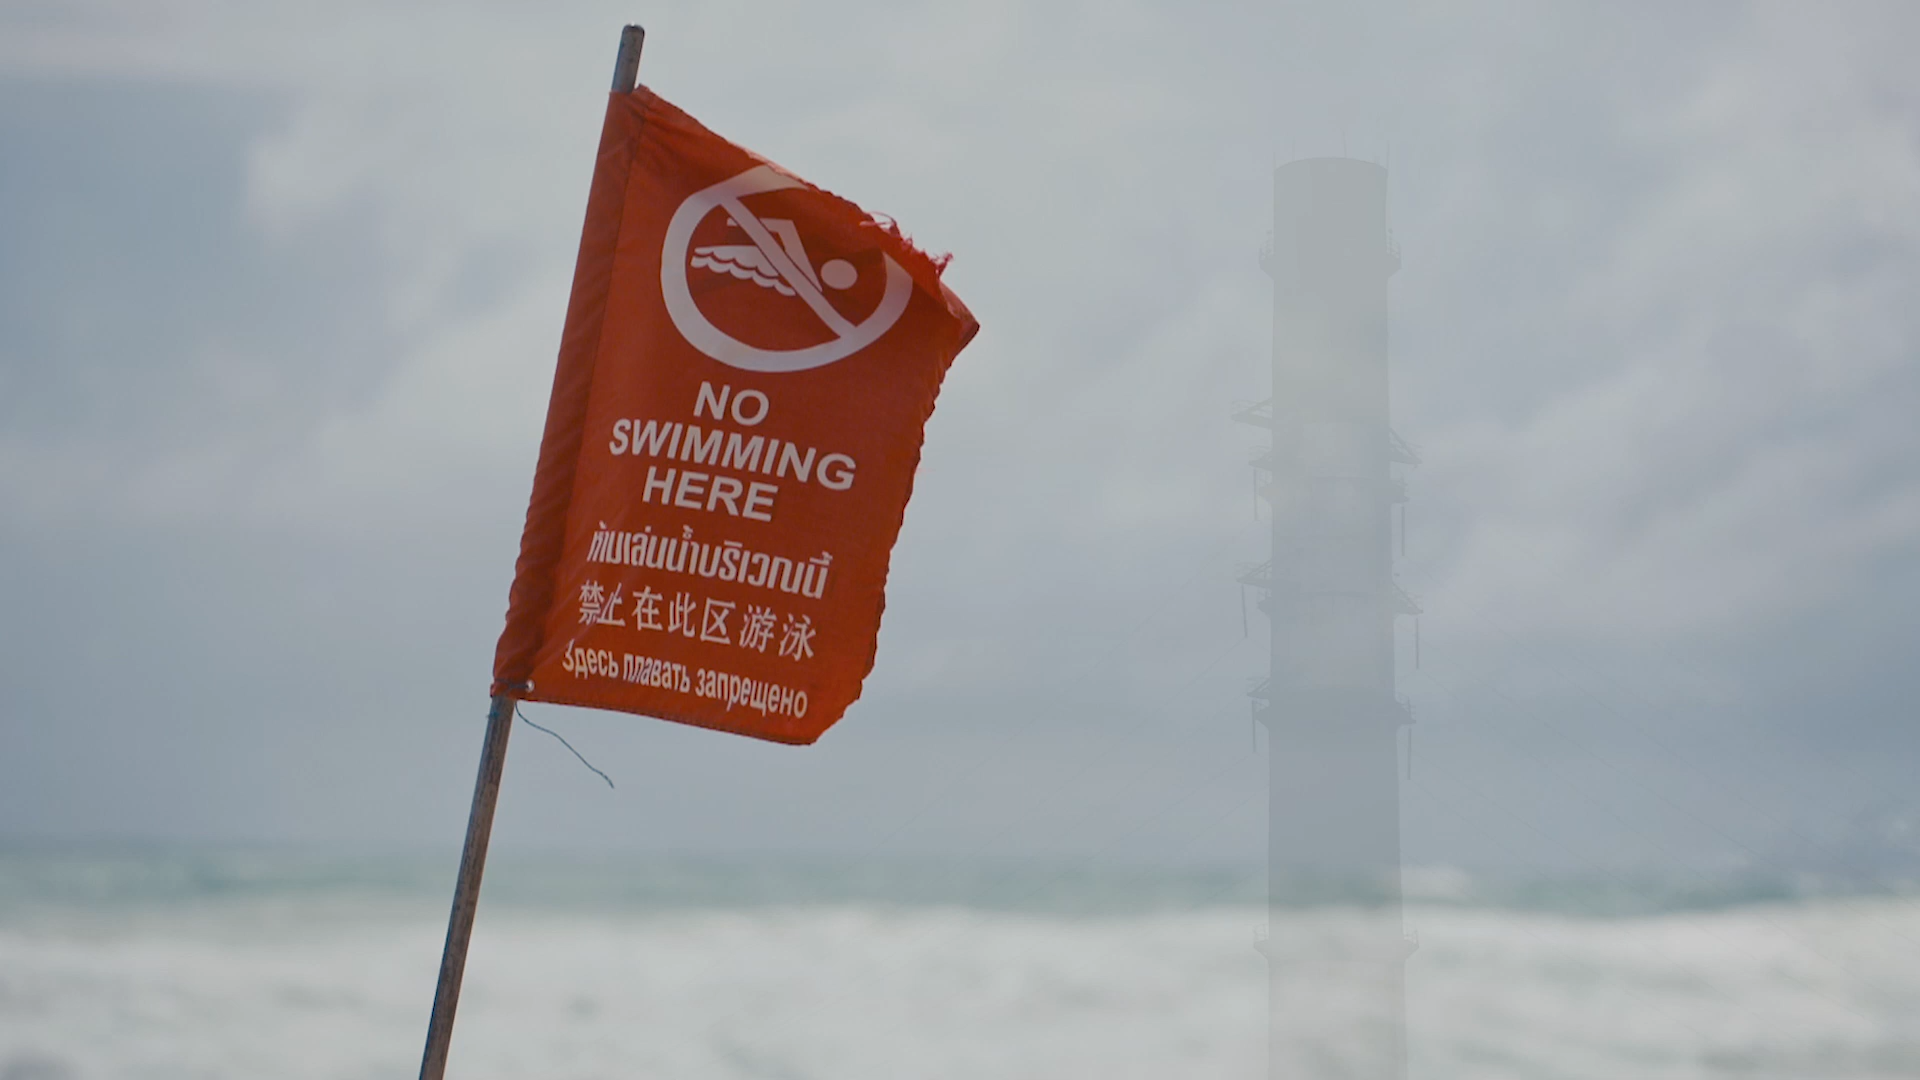 NO
SWIMMING
HERE
ห้ามเล่นน้ำบริเวณนี้
禁止在此区游泳
Здесь плавать запрещено